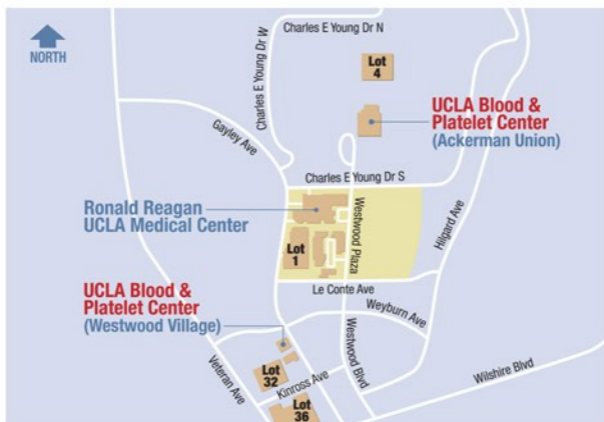 NORTH
Charles E Young Dr N
Charles E Young Dr W
Lot
4
UCLA Blood &
Platelet Center
(Ackerman Union)
Gayley Ave
Charles E Young Dr S
Ronald Reagan
UCLA Medical Center
Westwood Plaza
Hilgard Ave
Lot
1
Le Conte Ave
UCLA Blood &
Platelet Center
(Westwood Village)
Weyburn Ave
Veteran Ave
Lot
32
Kinross Ave
Westwood Blvd
Wilshire Blvd
Lot
36